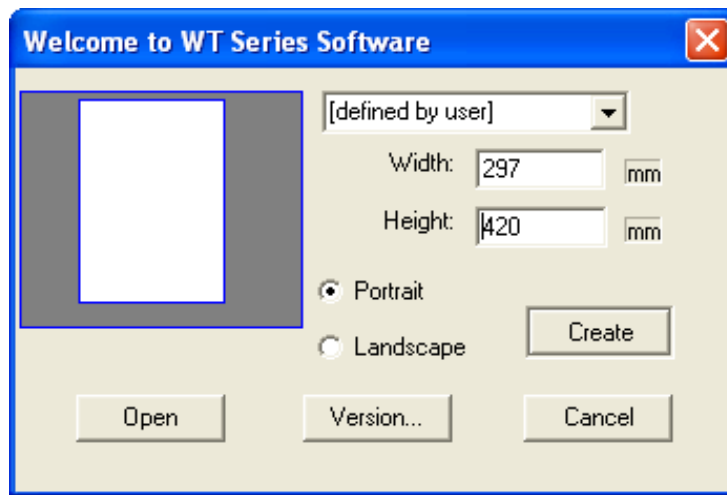 Welcome to WT Series Software
[defined by user]
Width: 297 mm
Height: 420 mm
Portrait
Landscape
Create
Open Version... Cancel